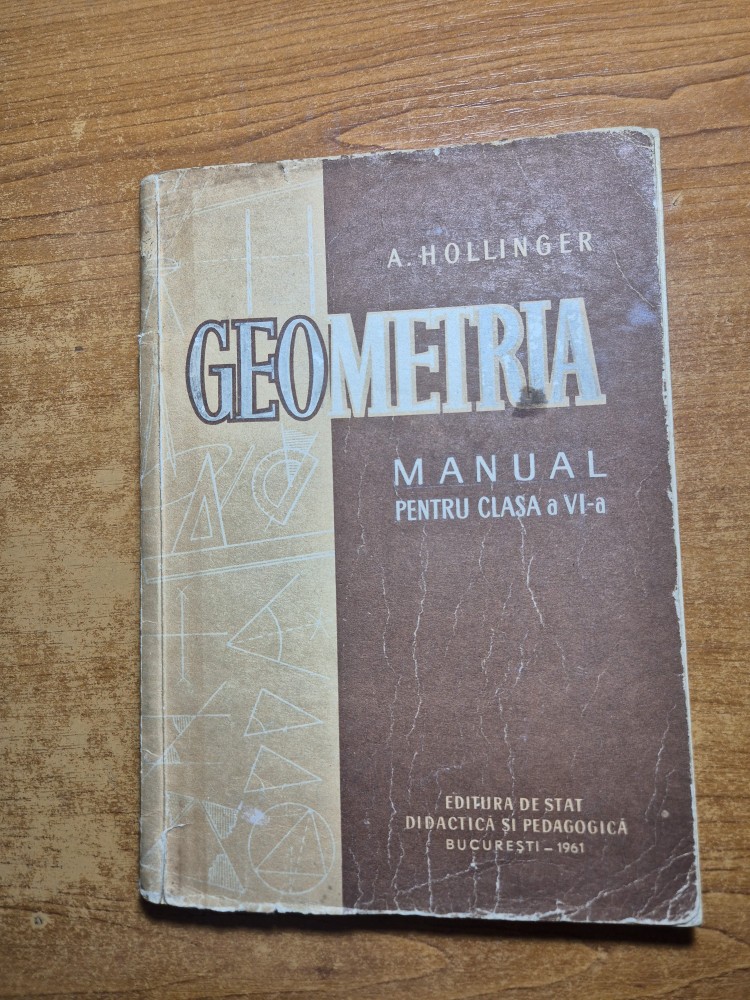 A. HOLLINGER
GEOMETRIA
MANUAL
PENTRU CLASA a VI-a
EDITURA DE STAT
DIDACTICĂ ȘI PEDAGOGICĂ
BUCUREȘTI – 1961